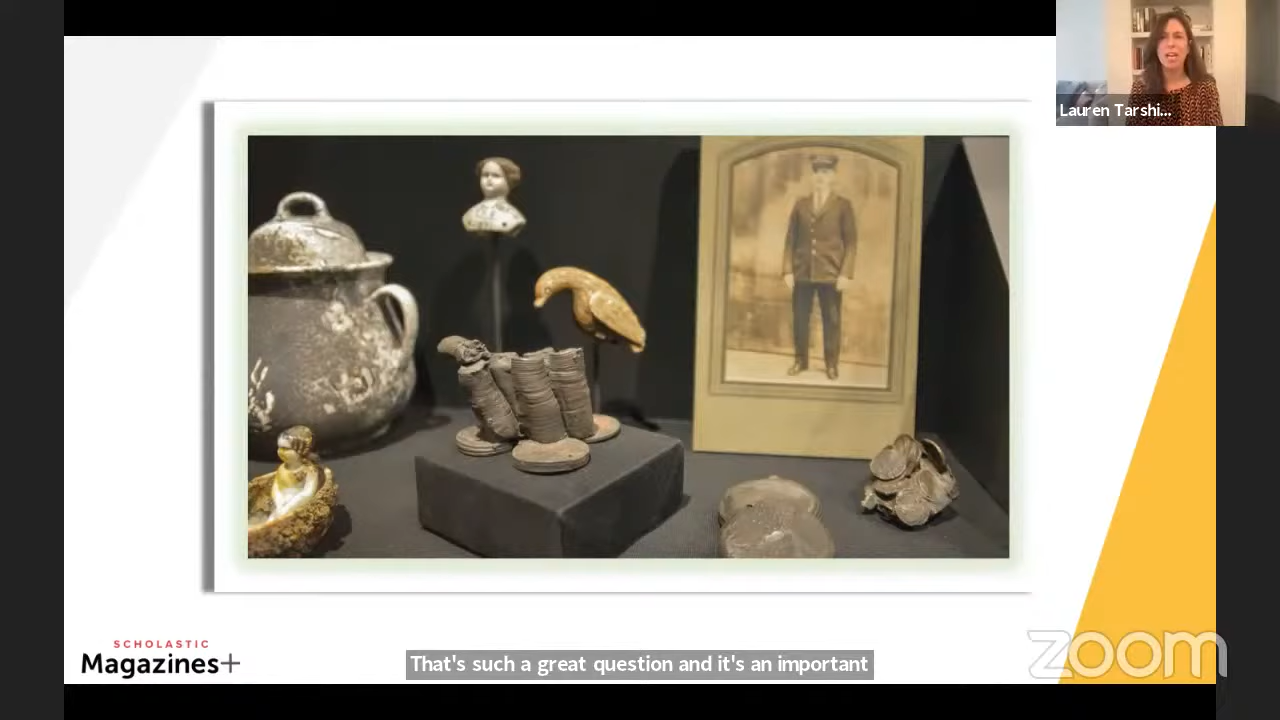 Lauren Tarshi...
SCHOLASTIC
Magazines+
That's such a great question and it's an important
zoom